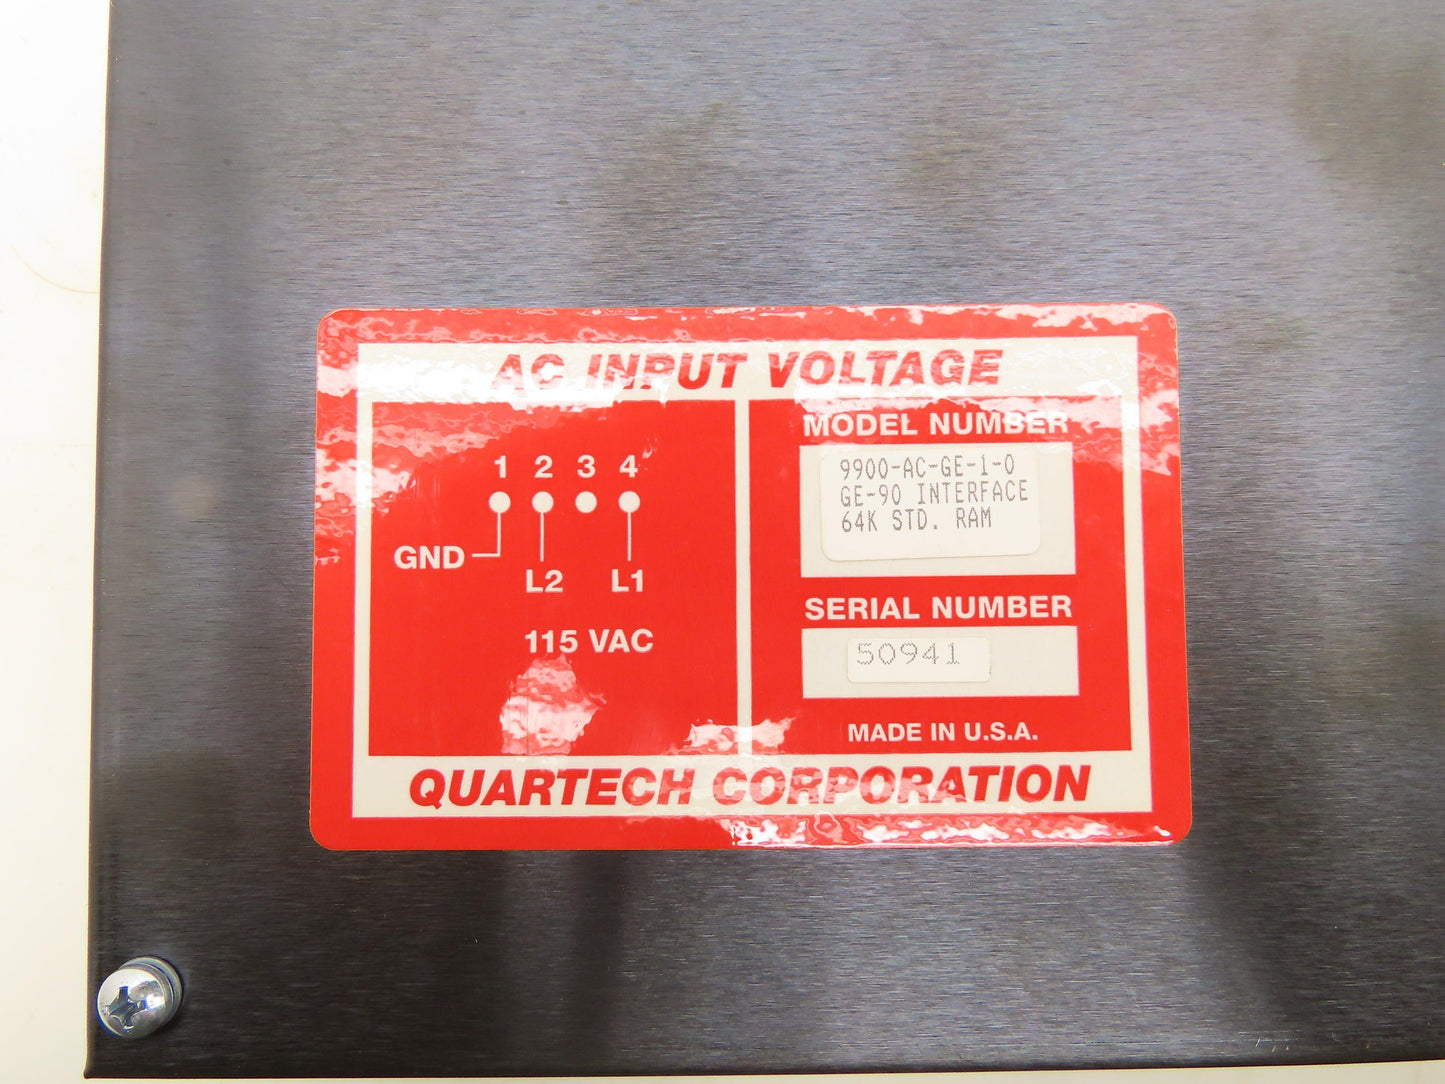 AC INPUT VOLTAGE
1 2 3 4
GND
L2 L1
115 VAC
MODEL NUMBER
9900-AC-GE-1-0
GE-90 INTERFACE
64K STD. RAM
SERIAL NUMBER
50941
MADE IN U.S.A.
QUARTECH CORPORATION